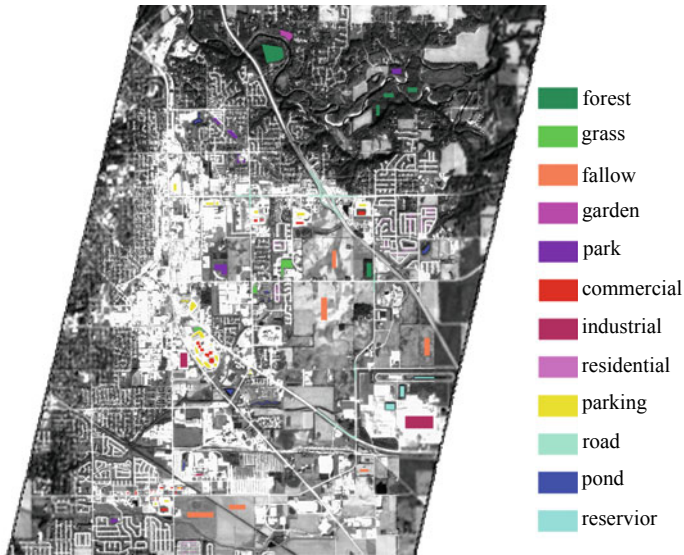 forest
grass
fallow
garden
park
commercial
industrial
residential
parking
road
pond
reservior